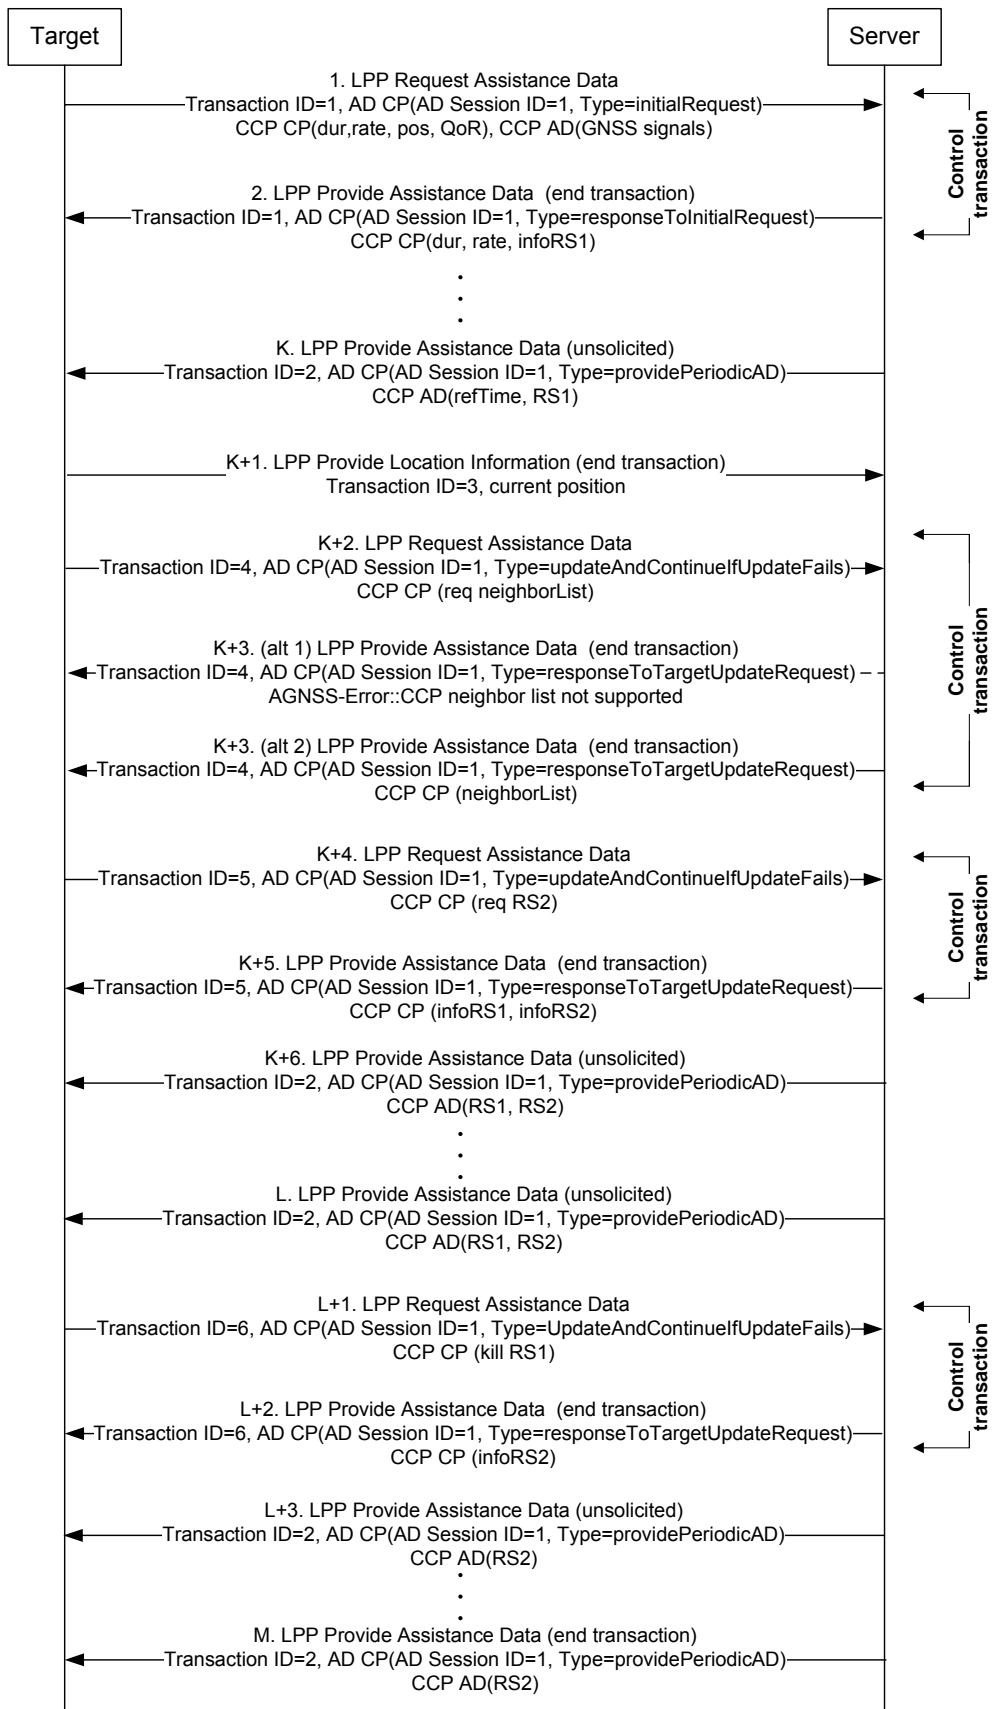 Target
Server
1. LPP Request Assistance Data
Transaction ID=1, AD CP(AD Session ID=1, Type=initialRequest)
CCP CP(dur,rate, pos, QoR), CCP AD(GNSS signals)
Control
transaction
2. LPP Provide Assistance Data  (end transaction)
Transaction ID=1, AD CP(AD Session ID=1, Type=responseToInitialRequest)
CCP CP(dur, rate, infoRS1)
.
.
.
K. LPP Provide Assistance Data (unsolicited)
Transaction ID=2, AD CP(AD Session ID=1, Type=providePeriodicAD)
CCP AD(refTime, RS1)
K+1. LPP Provide Location Information (end transaction)
Transaction ID=3, current position
K+2. LPP Request Assistance Data
Transaction ID=4, AD CP(AD Session ID=1, Type=updateAndContinueIfUpdateFails)
CCP CP (req neighborList)
Control
transaction
K+3. (alt 1) LPP Provide Assistance Data  (end transaction)
Transaction ID=4, AD CP(AD Session ID=1, Type=responseToTargetUpdateRequest)
AGNSS-Error::CCP neighbor list not supported
K+3. (alt 2) LPP Provide Assistance Data  (end transaction)
Transaction ID=4, AD CP(AD Session ID=1, Type=responseToTargetUpdateRequest)
CCP CP (neighborList)
K+4. LPP Request Assistance Data
Transaction ID=5, AD CP(AD Session ID=1, Type=updateAndContinueIfUpdateFails)
CCP CP (req RS2)
Control
transaction
K+5. LPP Provide Assistance Data  (end transaction)
Transaction ID=5, AD CP(AD Session ID=1, Type=responseToTargetUpdateRequest)
CCP CP (infoRS1, infoRS2)
K+6. LPP Provide Assistance Data (unsolicited)
Transaction ID=2, AD CP(AD Session ID=1, Type=providePeriodicAD)
CCP AD(RS1, RS2)
.
.
.
L. LPP Provide Assistance Data (unsolicited)
Transaction ID=2, AD CP(AD Session ID=1, Type=providePeriodicAD)
CCP AD(RS1, RS2)
L+1. LPP Request Assistance Data
Transaction ID=6, AD CP(AD Session ID=1, Type=UpdateAndContinueIfUpdateFails)
CCP CP (kill RS1)
Control
transaction
L+2. LPP Provide Assistance Data  (end transaction)
Transaction ID=6, AD CP(AD Session ID=1, Type=responseToTargetUpdateRequest)
CCP CP (infoRS2)
L+3. LPP Provide Assistance Data (unsolicited)
Transaction ID=2, AD CP(AD Session ID=1, Type=providePeriodicAD)
CCP AD(RS2)
.
.
.
M. LPP Provide Assistance Data (end transaction)
Transaction ID=2, AD CP(AD Session ID=1, Type=providePeriodicAD)
CCP AD(RS2)